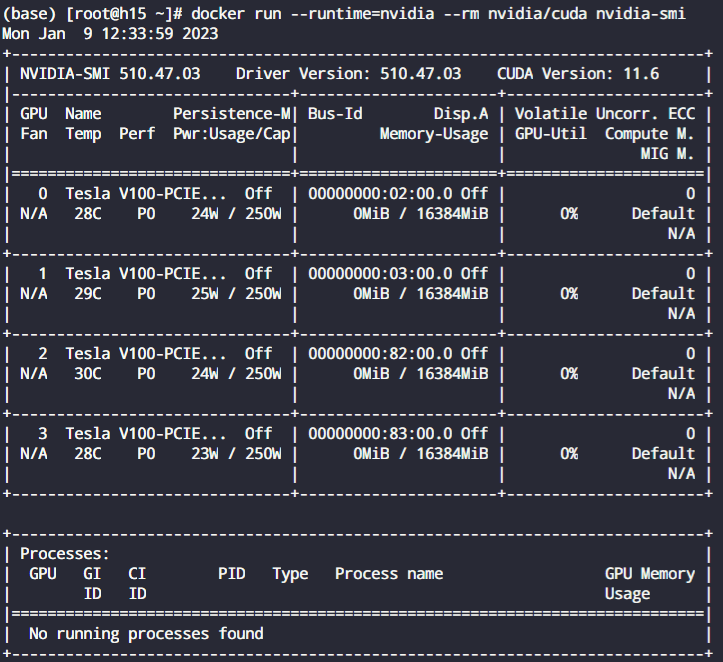 (base) [root@h15 ~]# docker run --runtime=nvidia --rm nvidia/cuda nvidia-smi
Mon Jan  9 12:33:59 2023
+-----------------------------------------------------------------------------+
| NVIDIA-SMI 510.47.03    Driver Version: 510.47.03    CUDA Version: 11.6     |
|-------------------------------+----------------------+----------------------+
| GPU  Name        Persistence-M| Bus-Id        Disp.A | Volatile Uncorr. ECC |
| Fan  Temp  Perf  Pwr:Usage/Cap|         Memory-Usage | GPU-Util  Compute M. |
|                               |                      |               MIG M. |
|===============================+======================+======================|
|   0  Tesla V100-PCIE...  Off  | 00000000:02:00.0 Off |                    0 |
| N/A   28C    P0    24W / 250W |      0MiB / 16384MiB |      0%      Default |
|                               |                      |                  N/A |
+-------------------------------+----------------------+----------------------+
|   1  Tesla V100-PCIE...  Off  | 00000000:03:00.0 Off |                    0 |
| N/A   29C    P0    25W / 250W |      0MiB / 16384MiB |      0%      Default |
|                               |                      |                  N/A |
+-------------------------------+----------------------+----------------------+
|   2  Tesla V100-PCIE...  Off  | 00000000:82:00.0 Off |                    0 |
| N/A   30C    P0    24W / 250W |      0MiB / 16384MiB |      0%      Default |
|                               |                      |                  N/A |
+-------------------------------+----------------------+----------------------+
|   3  Tesla V100-PCIE...  Off  | 00000000:83:00.0 Off |                    0 |
| N/A   28C    P0    23W / 250W |      0MiB / 16384MiB |      0%      Default |
|                               |                      |                  N/A |
+-------------------------------+----------------------+----------------------+

+-----------------------------------------------------------------------------+
| Processes:                                                                  |
|  GPU   GI   CI        PID   Type   Process name                  GPU Memory |
|        ID   ID                                                   Usage      |
|=============================================================================|
|  No running processes found                                                 |
+-----------------------------------------------------------------------------+